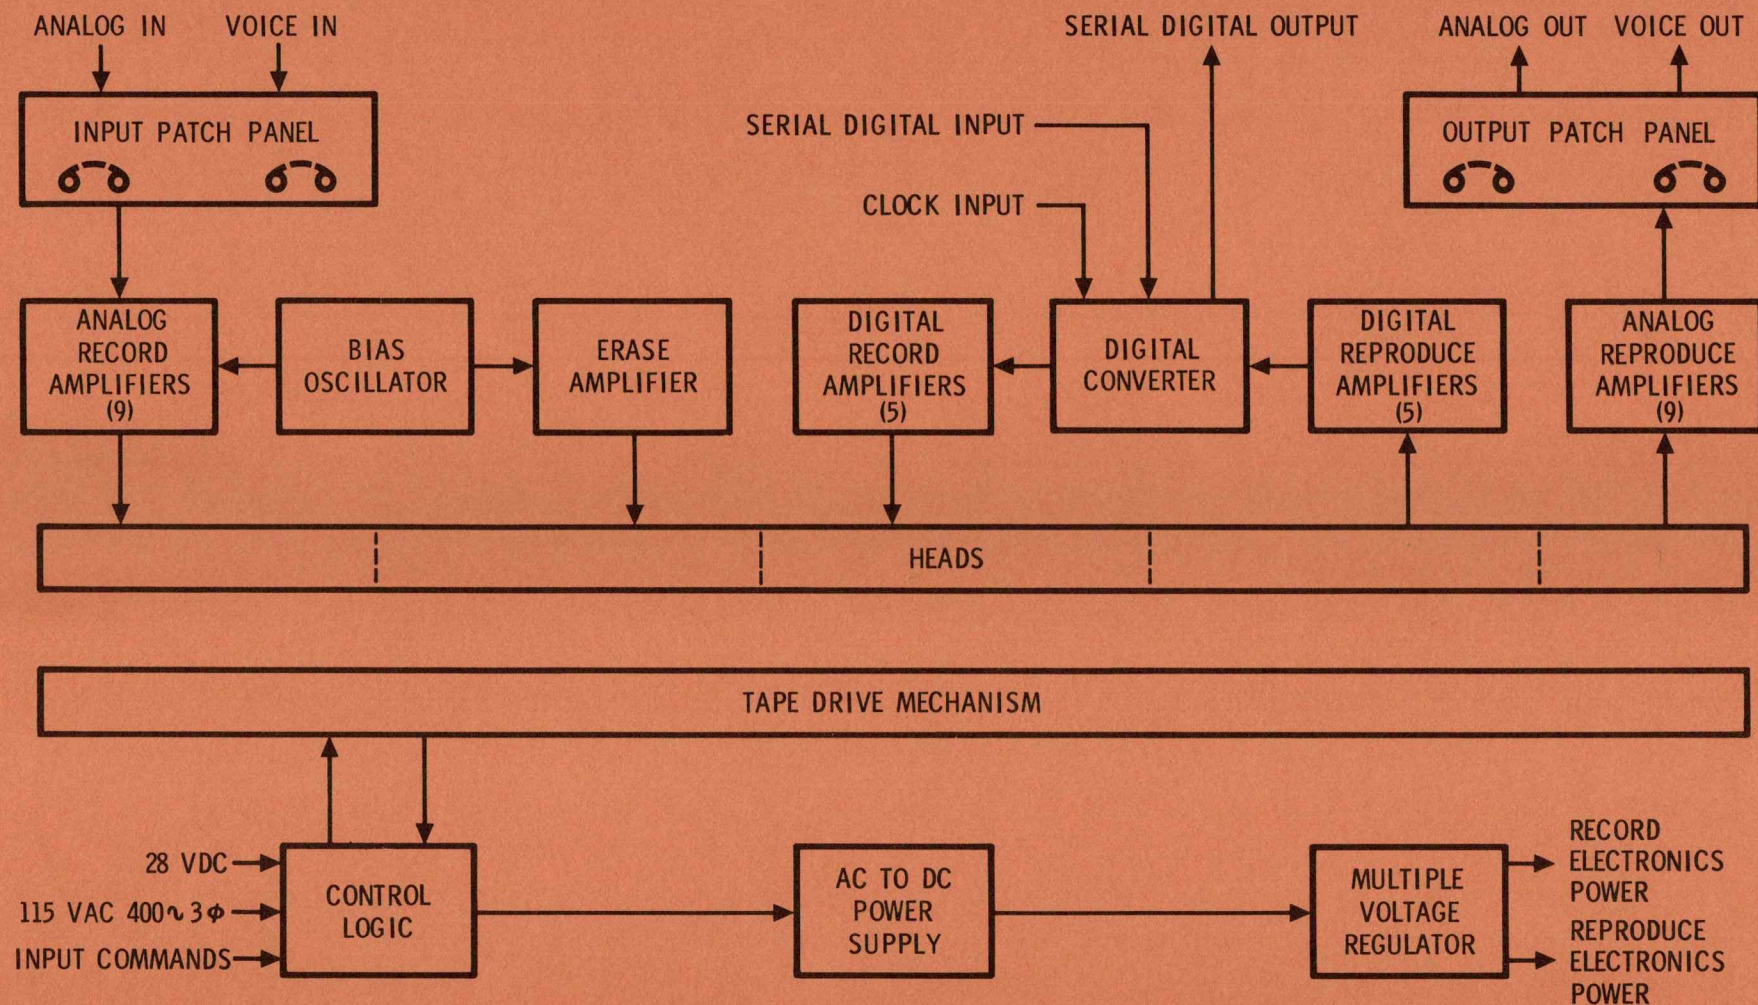 ANALOG IN
VOICE IN
SERIAL DIGITAL OUTPUT
ANALOG OUT
VOICE OUT
INPUT PATCH PANEL
SERIAL DIGITAL INPUT
OUTPUT PATCH PANEL
CLOCK INPUT
ANALOG
RECORD
AMPLIFIERS
(9)
BIAS
OSCILLATOR
ERASE
AMPLIFIER
DIGITAL
RECORD
AMPLIFIERS
(5)
DIGITAL
CONVERTER
DIGITAL
REPRODUCE
AMPLIFIERS
(5)
ANALOG
REPRODUCE
AMPLIFIERS
(9)
HEADS
TAPE DRIVE MECHANISM
28 VDC
115 VAC 400∿ 3ϕ
INPUT COMMANDS
CONTROL
LOGIC
AC TO DC
POWER
SUPPLY
MULTIPLE
VOLTAGE
REGULATOR
RECORD
ELECTRONICS
POWER
REPRODUCE
ELECTRONICS
POWER